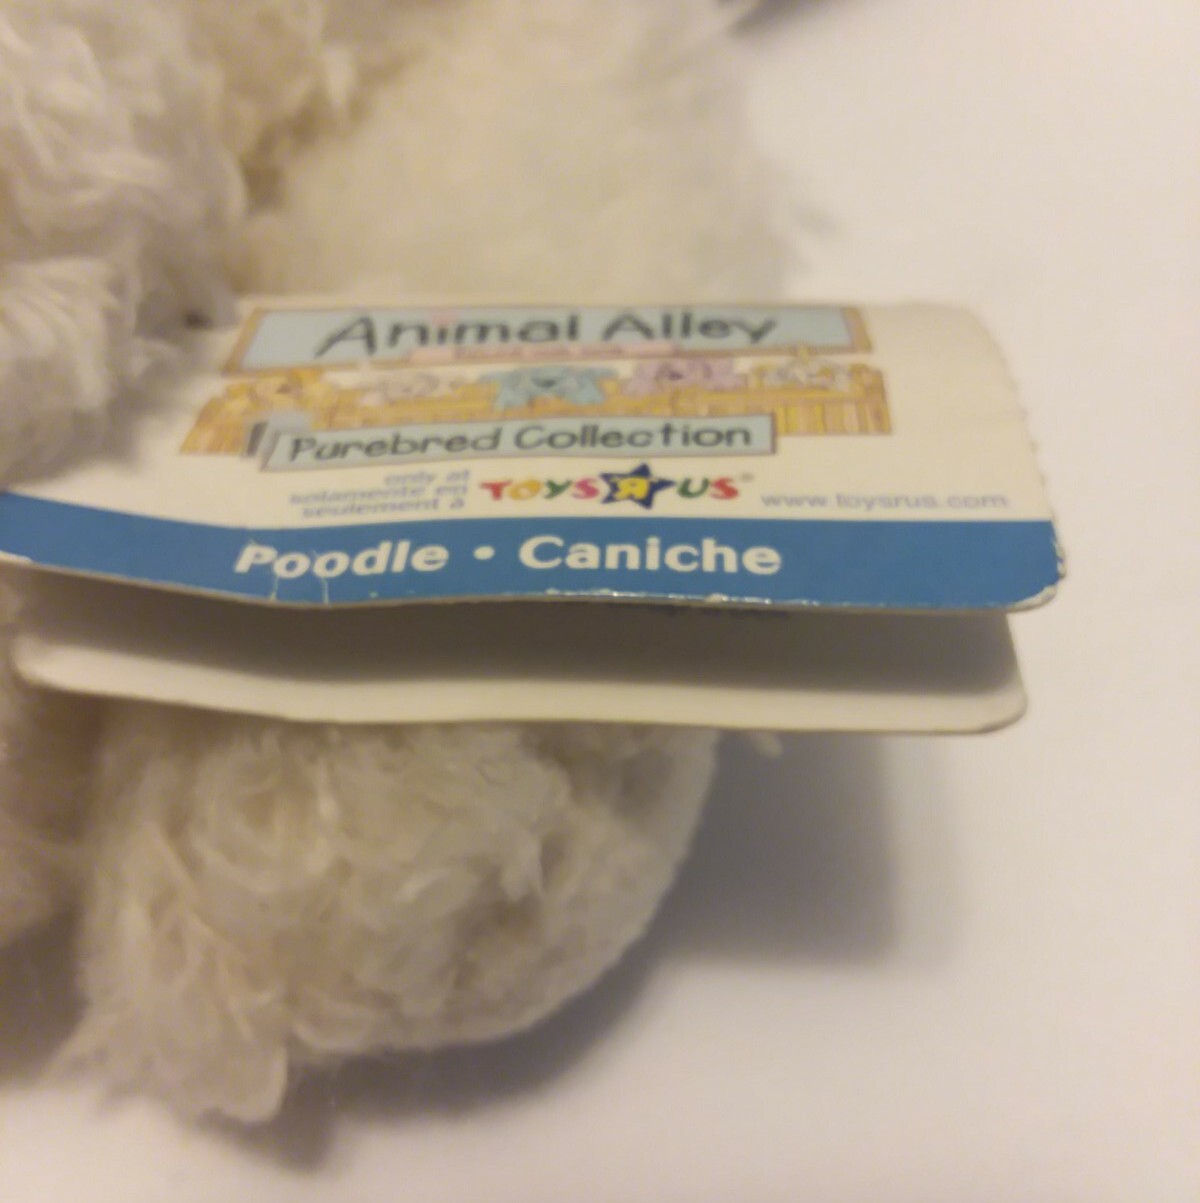 Animal Alley
Purebred Collection
only at
solamente en
seulement à
TOYS R US
www.toysrus.com
Poodle • Caniche